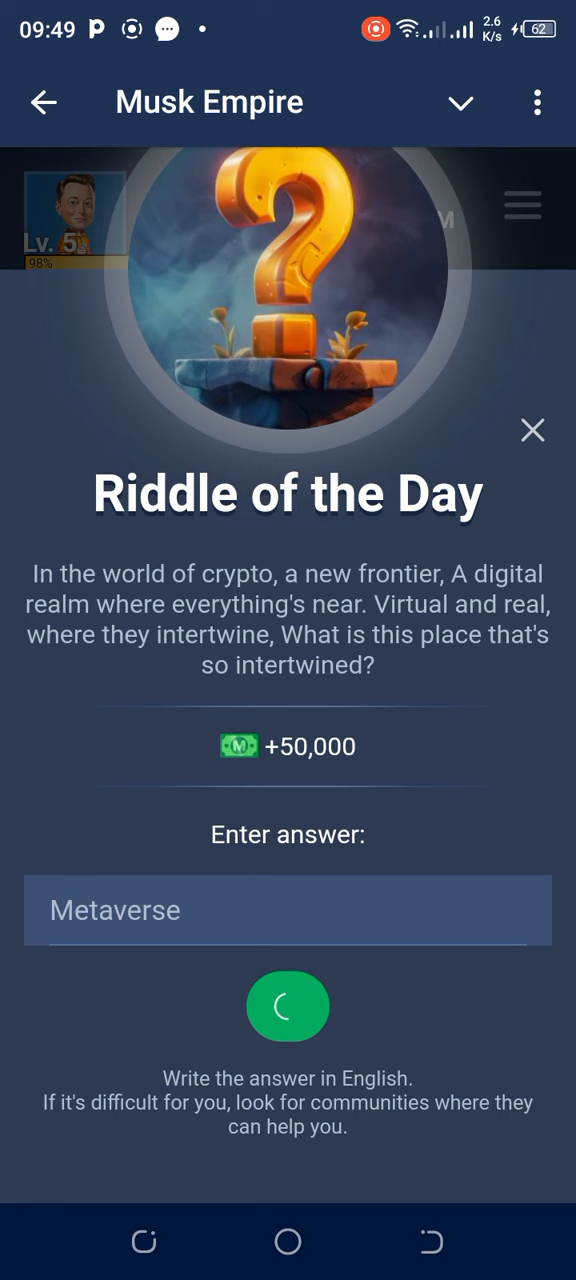 09:49
2.6
K/s
62
Musk Empire
M
Lv. 5
98%
Riddle of the Day
In the world of crypto, a new frontier, A digital
realm where everything's near. Virtual and real,
where they intertwine, What is this place that's
so intertwined?
M +50,000
Enter answer:
Metaverse
Write the answer in English.
If it's difficult for you, look for communities where they
can help you.